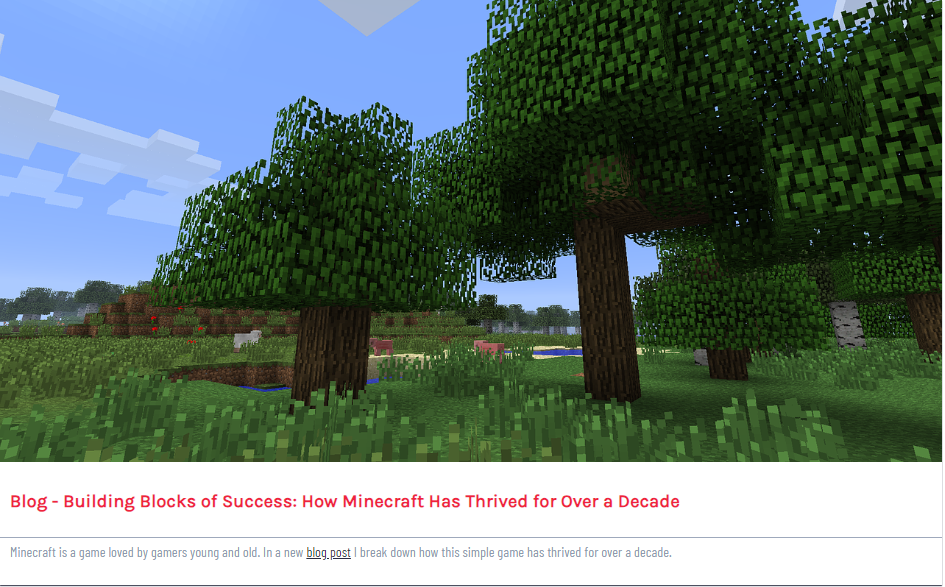 Blog - Building Blocks of Success: How Minecraft Has Thrived for Over a Decade
Minecraft is a game loved by gamers young and old. In a new blog post I break down how this simple game has thrived for over a decade.